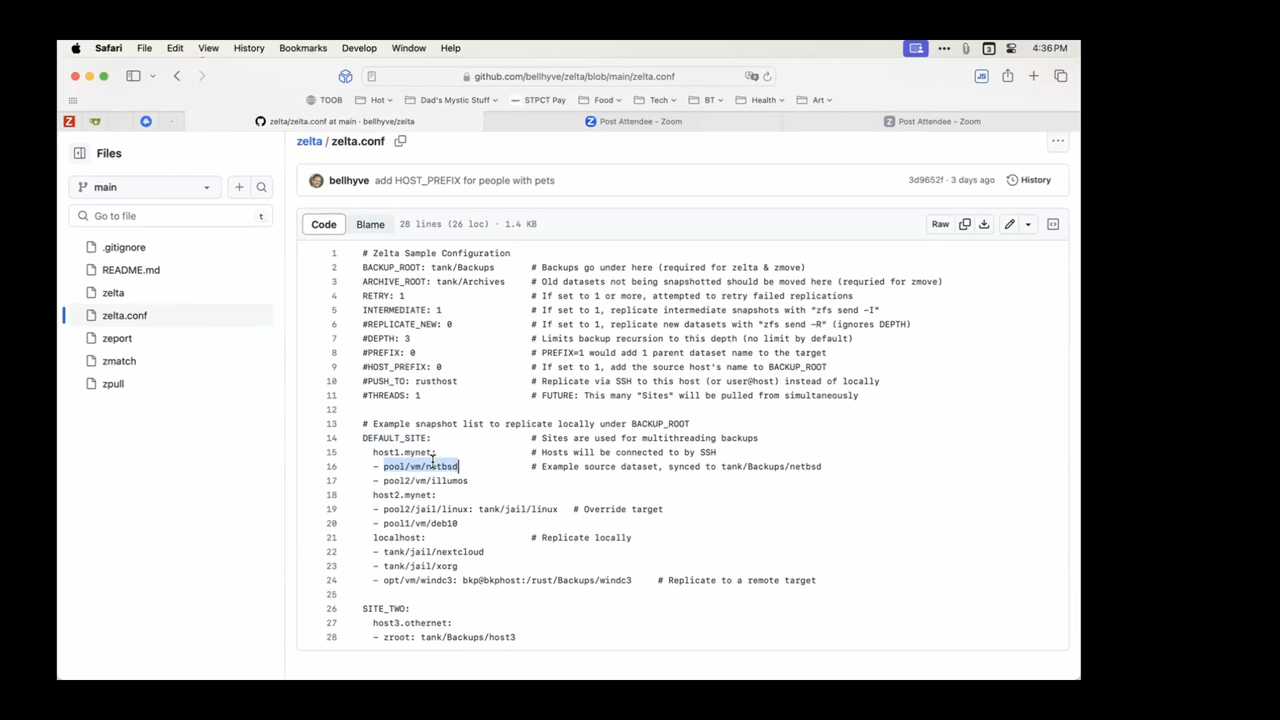 Safari File Edit View History Bookmarks Develop Window Help 3 4:36 PM
github.com/bellhyve/zelta/blob/main/zelta.conf JS
TOOB Hot Dad's Mystic Stuff STPCT Pay Food Tech BT Health Art
Z zelta/zelta.conf at main · bellhyve/zelta Z Post Attendee - Zoom Z Post Attendee - Zoom
Files
main
Go to file t
.gitignore
README.md
zelta
zelta.conf
zeport
zmatch
zpull
zelta / zelta.conf
bellhyve add HOST_PREFIX for people with pets 3d9652f · 3 days ago History
Code Blame 28 lines (26 loc) · 1.4 KB Raw
1 # Zelta Sample Configuration
2 BACKUP_ROOT: tank/Backups # Backups go under here (required for zelta & zmove)
3 ARCHIVE_ROOT: tank/Archives # Old datasets not being snapshotted should be moved here (requried for zmove)
4 RETRY: 1 # If set to 1 or more, attempted to retry failed replications
5 INTERMEDIATE: 1 # If set to 1, replicate intermediate snapshots with "zfs send -I"
6 #REPLICATE_NEW: 0 # If set to 1, replicate new datasets with "zfs send -R" (ignores DEPTH)
7 #DEPTH: 3 # Limits backup recursion to this depth (no limit by default)
8 #PREFIX: 0 # PREFIX=1 would add 1 parent dataset name to the target
9 #HOST_PREFIX: 0 # If set to 1, add the source host's name to BACKUP_ROOT
10 #PUSH_TO: rusthost # Replicate via SSH to this host (or user@host) instead of locally
11 #THREADS: 1 # FUTURE: This many "Sites" will be pulled from simultaneously
12
13 # Example snapshot list to replicate locally under BACKUP_ROOT
14 DEFAULT_SITE: # Sites are used for multithreading backups
15 host1.mynet: # Hosts will be connected to by SSH
16 - pool/vm/netbsd # Example source dataset, synced to tank/Backups/netbsd
17 - pool2/vm/illumos
18 host2.mynet:
19 - pool2/jail/linux: tank/jail/linux # Override target
20 - pool1/vm/deb10
21 localhost: # Replicate locally
22 - tank/jail/nextcloud
23 - tank/jail/xorg
24 - opt/vm/windc3: bkp@bkphost:/rust/Backups/windc3 # Replicate to a remote target
25
26 SITE_TWO:
27 host3.othernet:
28 - zroot: tank/Backups/host3